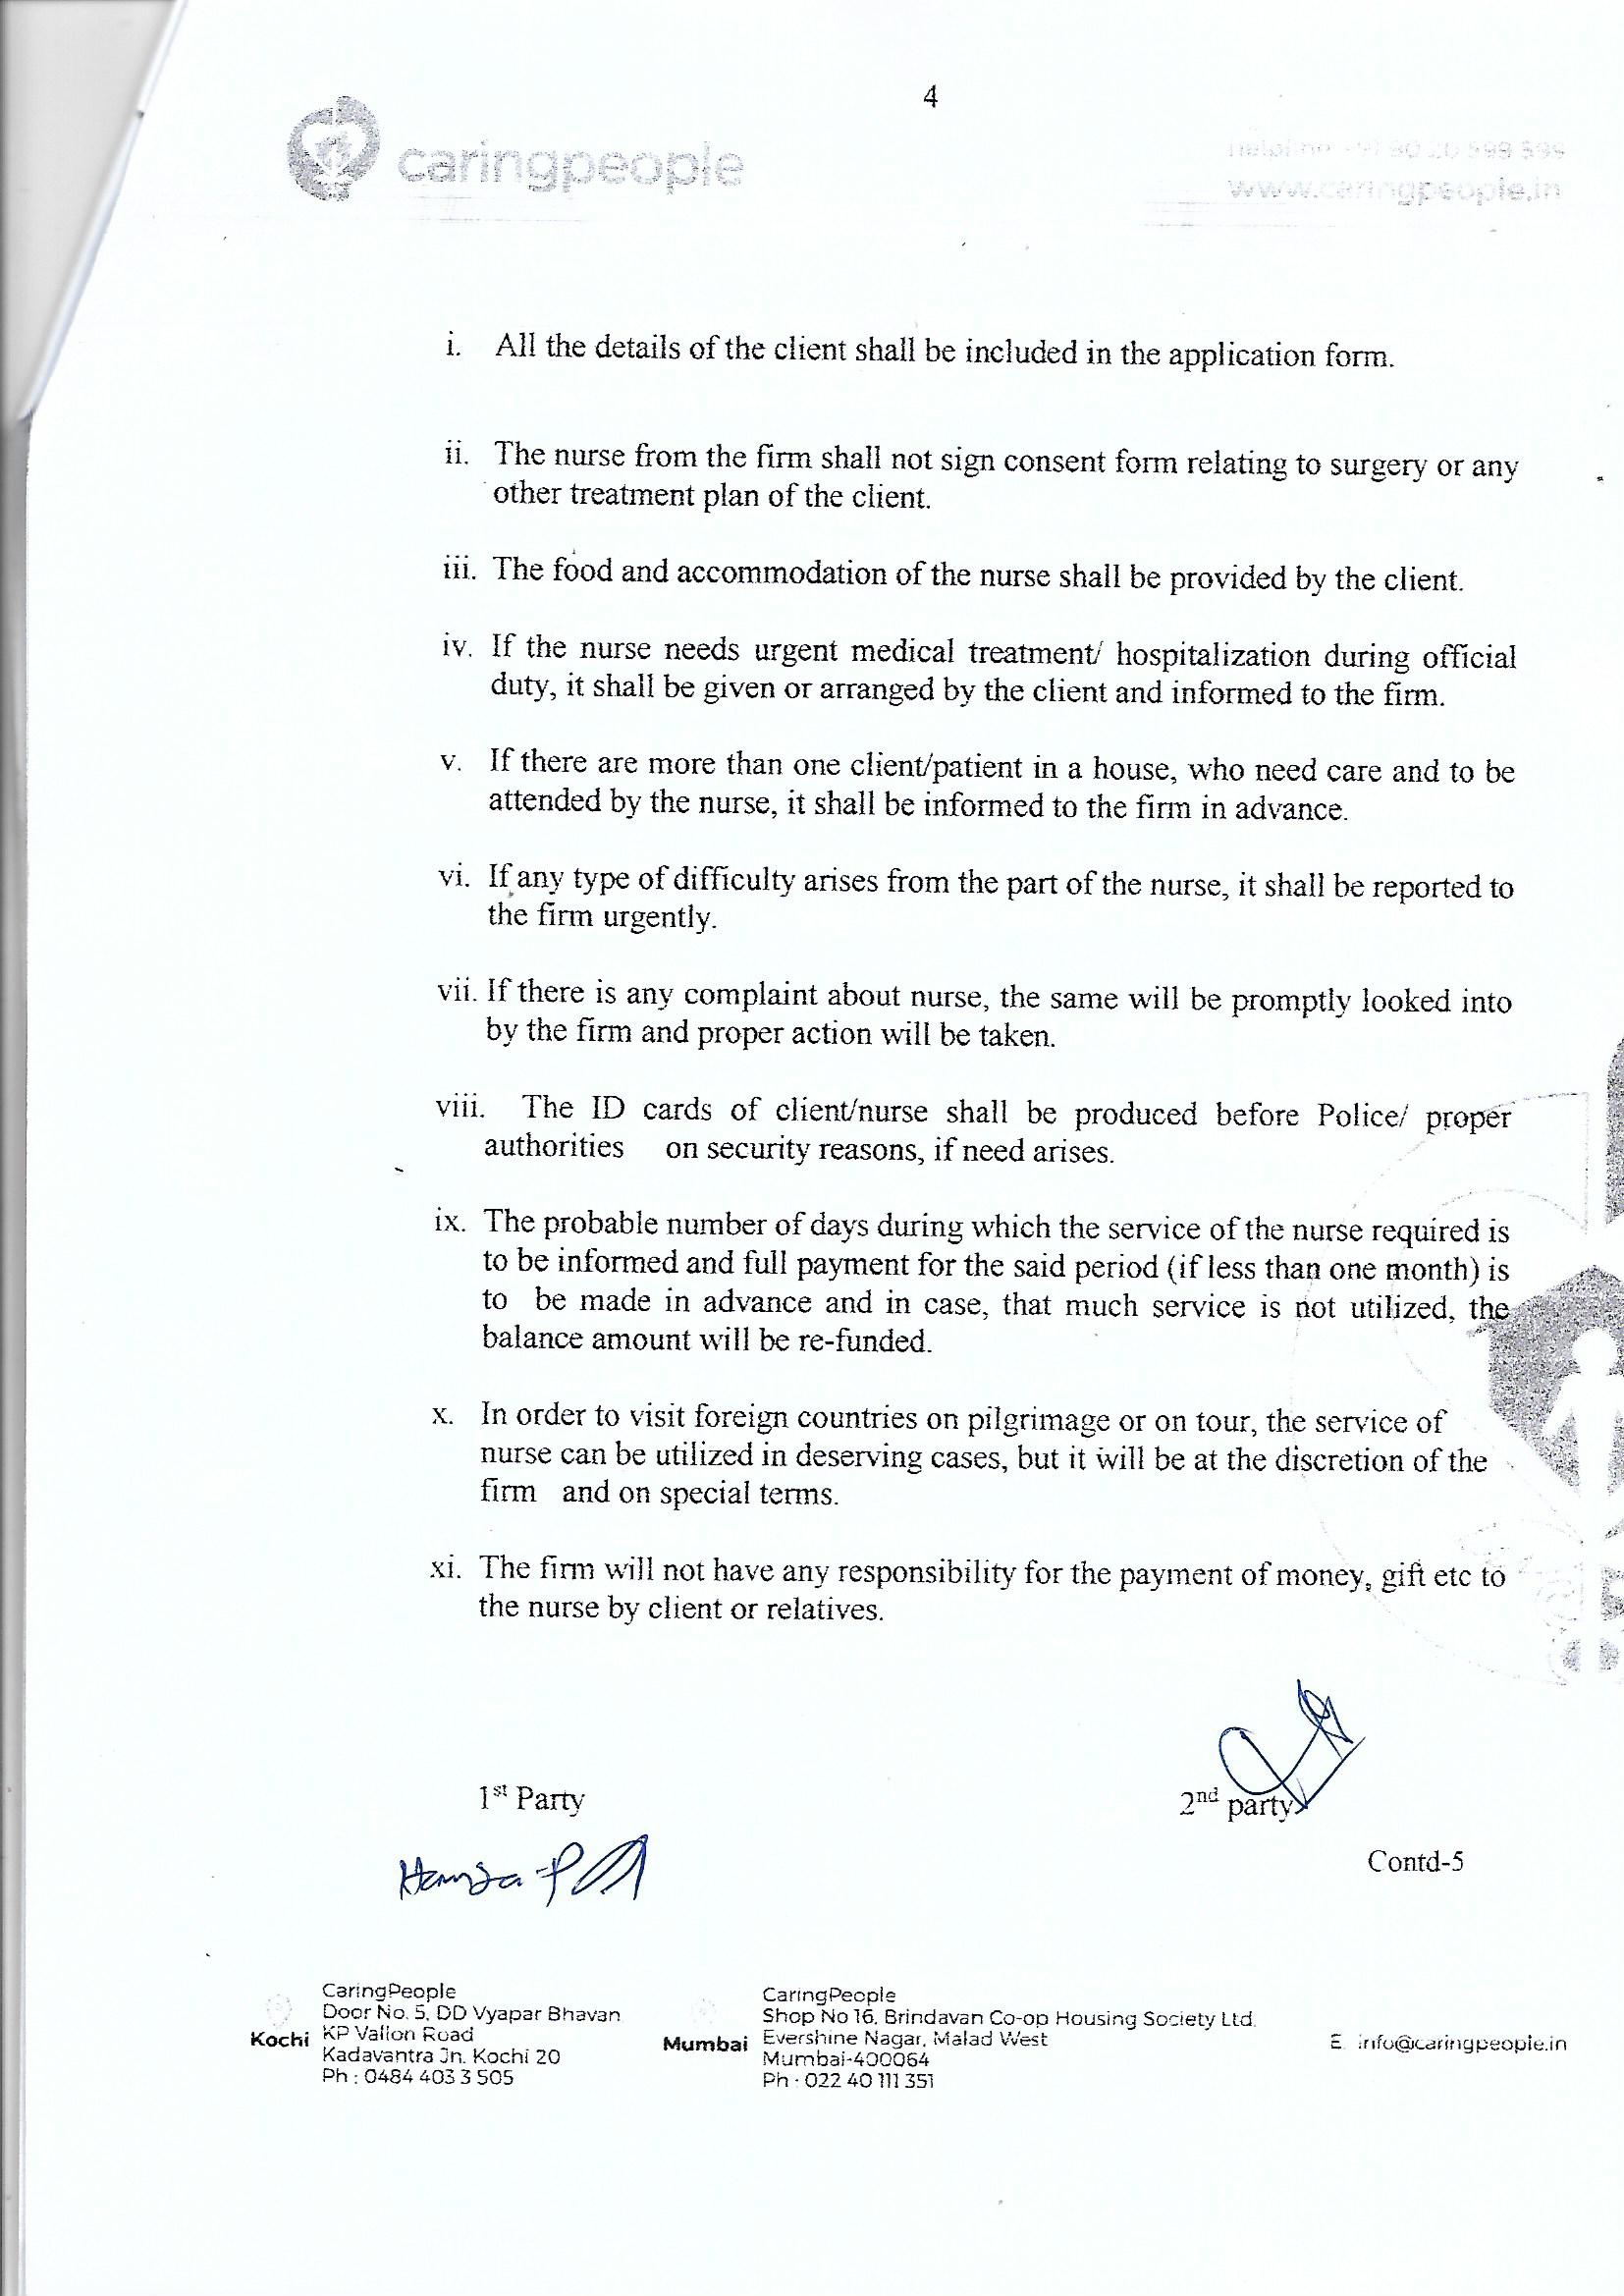 4
caringpeople
www.caringpeople.in
i. All the details of the client shall be included in the application form.
ii. The nurse from the firm shall not sign consent form relating to surgery or any
other treatment plan of the client.
iii. The food and accommodation of the nurse shall be provided by the client.
iv. If the nurse needs urgent medical treatment/ hospitalization during official
duty, it shall be given or arranged by the client and informed to the firm.
v. If there are more than one client/patient in a house, who need care and to be
attended by the nurse, it shall be informed to the firm in advance.
vi. If any type of difficulty arises from the part of the nurse, it shall be reported to
the firm urgently.
vii. If there is any complaint about nurse, the same will be promptly looked into
by the firm and proper action will be taken.
viii. The ID cards of client/nurse shall be produced before Police/ proper
authorities on security reasons, if need arises.
ix. The probable number of days during which the service of the nurse required is
to be informed and full payment for the said period (if less than one month) is
to be made in advance and in case, that much service is not utilized, the
balance amount will be re-funded.
x. In order to visit foreign countries on pilgrimage or on tour, the service of
nurse can be utilized in deserving cases, but it will be at the discretion of the
firm and on special terms.
xi. The firm will not have any responsibility for the payment of money, gift etc to
the nurse by client or relatives.
1st Party
2nd party
Hamza
Contd-5
Kochi
CaringPeople
Door No. 5, DD Vyapar Bhavan
KP Vallon Road
Kadavantra Jn. Kochi 20
Ph : 0484 403 3 505
Mumbai
CaringPeople
Shop No 16, Brindavan Co-op Housing Society Ltd.
Evershine Nagar, Malad West
Mumbai-400064
Ph : 022 40 111 351
E. info@caringpeople.in